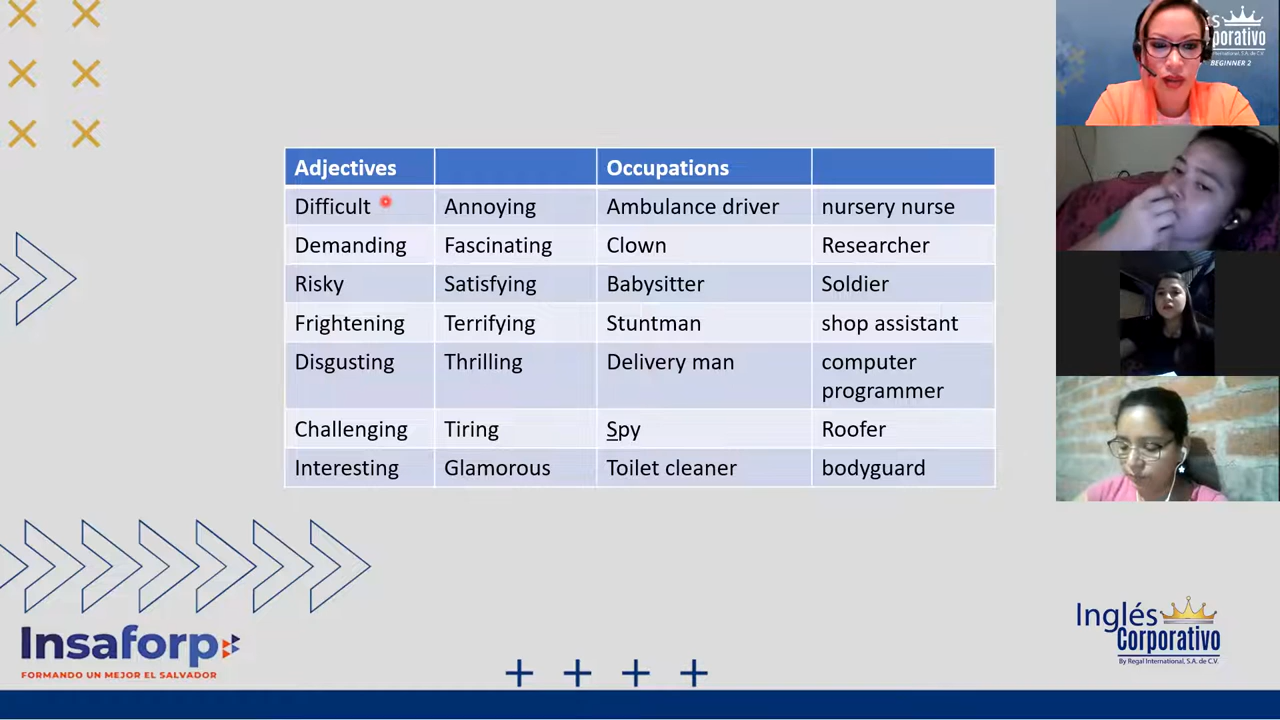 Adjectives Occupations
Difficult Annoying Ambulance driver nursery nurse
Demanding Fascinating Clown Researcher
Risky Satisfying Babysitter Soldier
Frightening Terrifying Stuntman shop assistant
Disgusting Thrilling Delivery man computer
programmer
Challenging Tiring Spy Roofer
Interesting Glamorous Toilet cleaner bodyguard
BEGINNER 2
Insaforp
FORMANDO UN MEJOR EL SALVADOR
Inglés
Corporativo
By Regal International, S.A. de C.V.